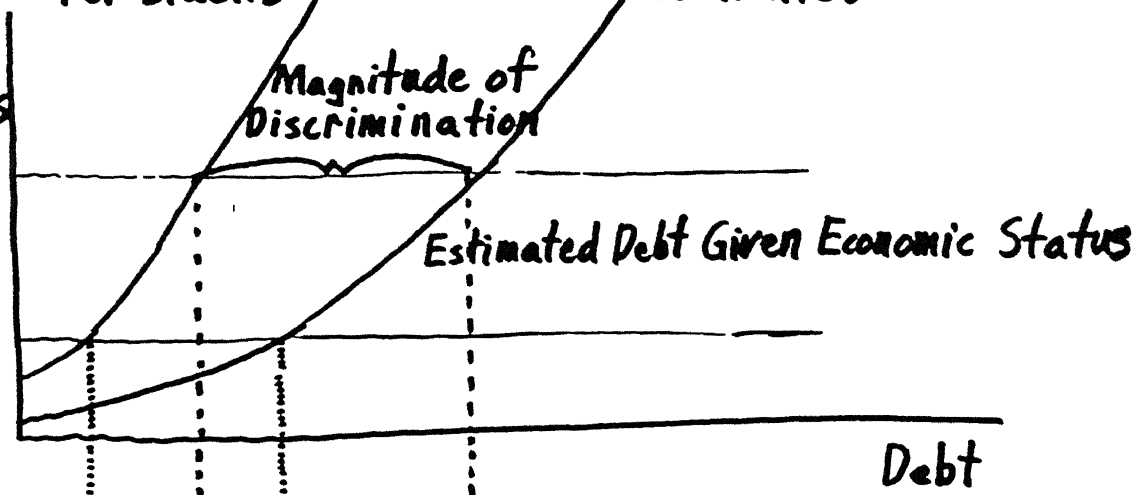 Magnitude of
Discrimination
Estimated Debt Given Economic Status
Debt